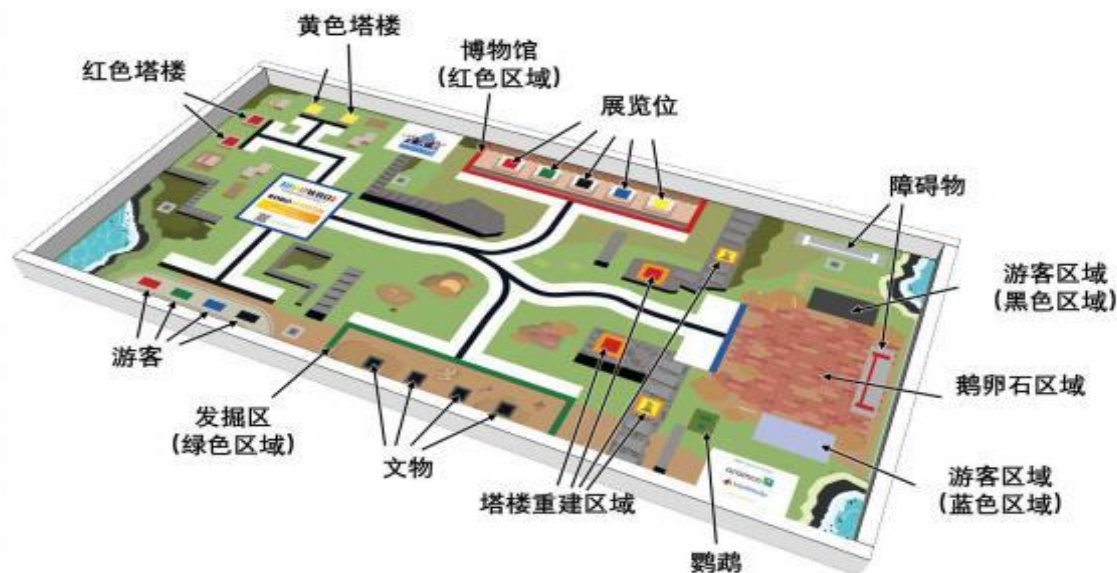 黄色塔楼
红色塔楼
博物馆
(红色区域)
展览位
障碍物
游客区域
(黑色区域)
游客
发掘区
(绿色区域)
文物
塔楼重建区域
鹦鹉
鹅卵石区域
游客区域
(蓝色区域)